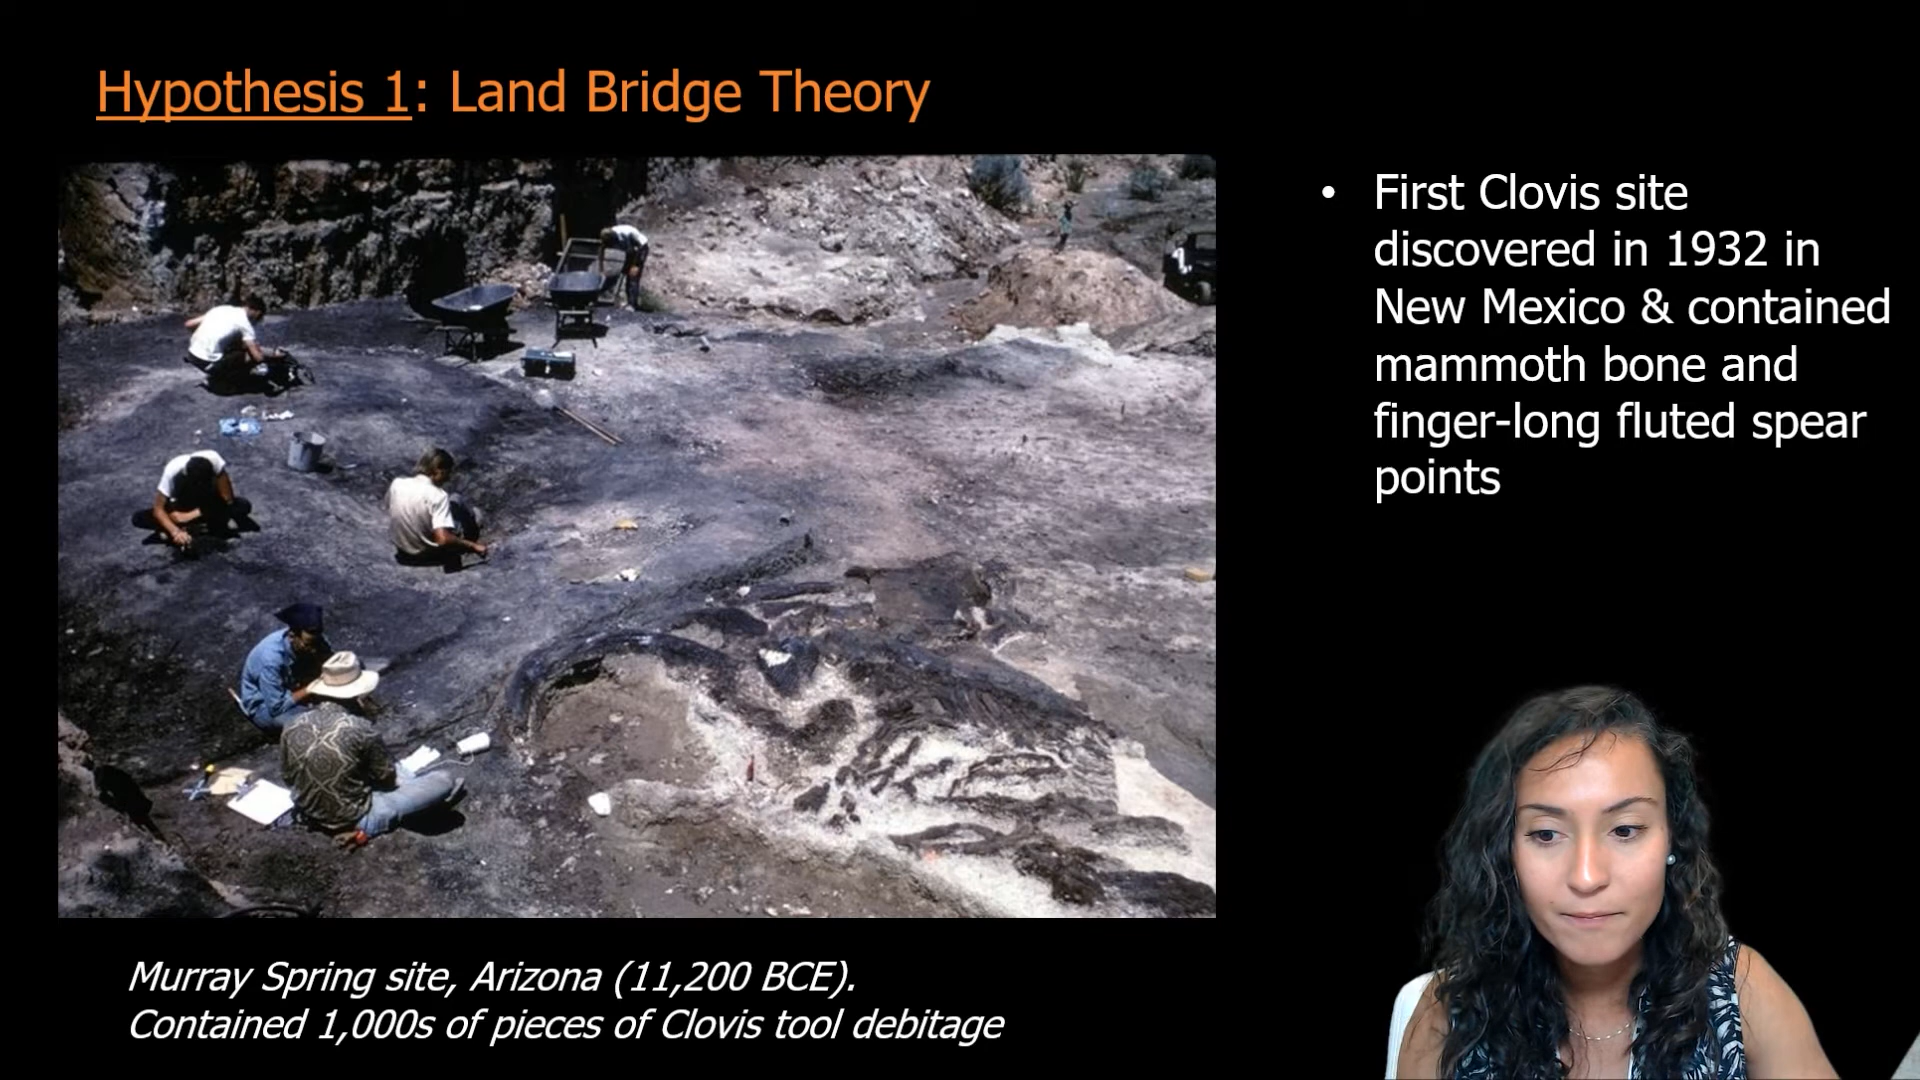 Hypothesis 1: Land Bridge Theory
• First Clovis site
discovered in 1932 in
New Mexico & contained
mammoth bone and
finger-long fluted spear
points
Murray Spring site, Arizona (11,200 BCE).
Contained 1,000s of pieces of Clovis tool debitage